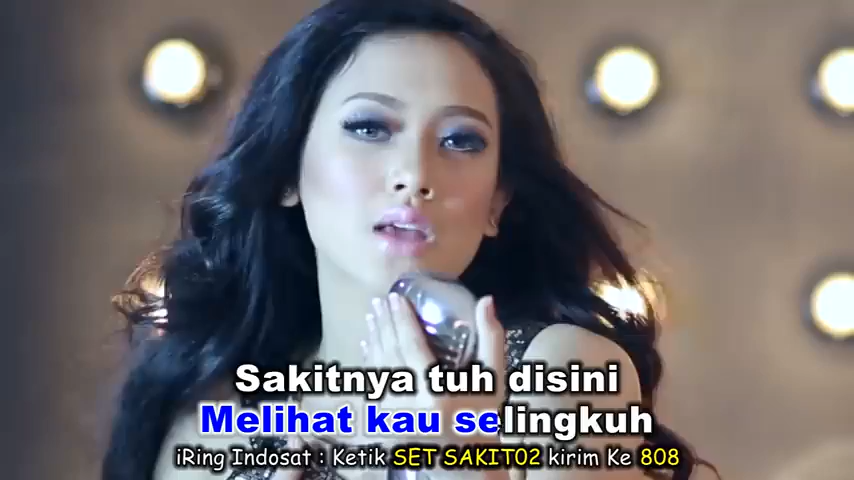 Sakitnya tuh disini
Melihat kau selingkuh
iRing Indosat : Ketik SET SAKIT02 kirim Ke 808